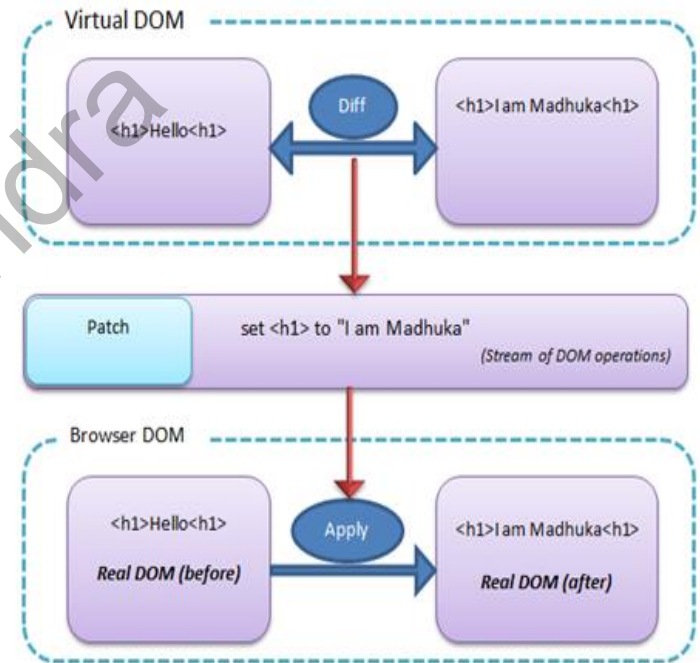 Virtual DOM
<h1>Hello<h1>
Diff
<h1>I am Madhuka<h1>
Patch
set <h1> to "I am Madhuka"
(Stream of DOM operations)
Browser DOM
<h1>Hello<h1>
Real DOM (before)
Apply
<h1>I am Madhuka<h1>
Real DOM (after)